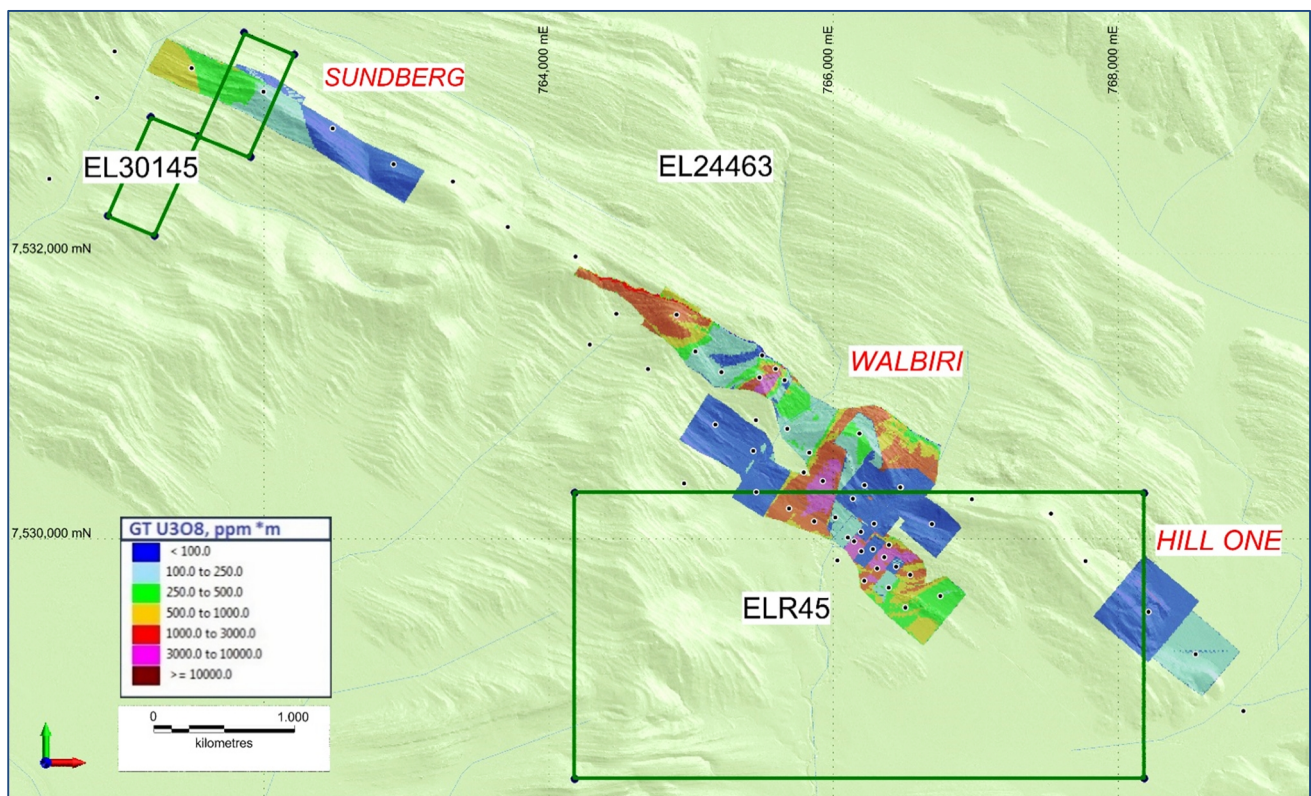 764,000 mE
766,000 mE
768,000 mE
SUNDBERG
EL30145
EL24463
7,532,000 mN
WALBIRI
7,530,000 mN
HILL ONE
ELR45
GT U3O8, ppm *m
< 100.0
100.0 to 250.0
250.0 to 500.0
500.0 to 1000.0
1000.0 to 3000.0
3000.0 to 10000.0
>= 10000.0
0 1.000
kilometres